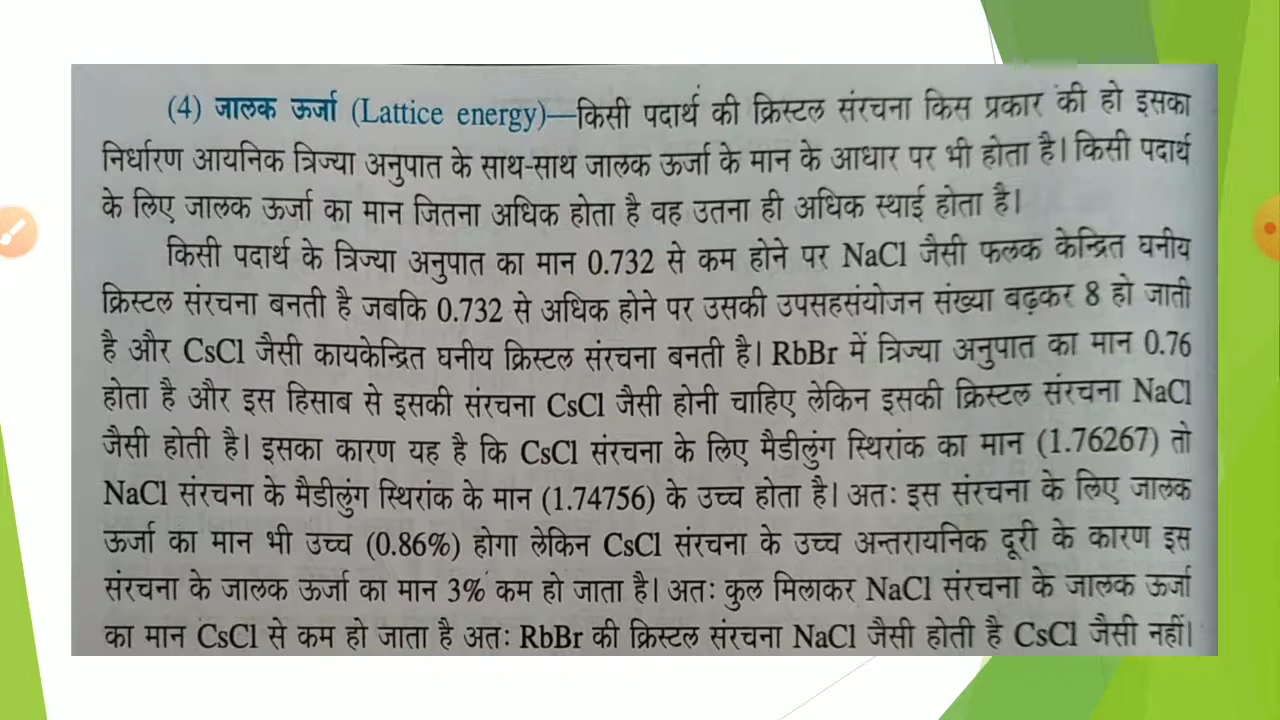 (4) जालक ऊर्जा (Lattice energy)—किसी पदार्थ की क्रिस्टल संरचना किस प्रकार की हो इसका
निर्धारण आयनिक त्रिज्या अनुपात के साथ-साथ जालक ऊर्जा के मान के आधार पर भी होता है। किसी पदार्थ
के लिए जालक ऊर्जा का मान जितना अधिक होता है वह उतना ही अधिक स्थाई होता है।
किसी पदार्थ के त्रिज्या अनुपात का मान 0.732 से कम होने पर NaCl जैसी फलक केन्द्रित घनीय
क्रिस्टल संरचना बनती है जबकि 0.732 से अधिक होने पर उसकी उपसहसंयोजन संख्या बढ़कर 8 हो जाती
है और CsCl जैसी कायकेन्द्रित घनीय क्रिस्टल संरचना बनती है। RbBr में त्रिज्या अनुपात का मान 0.76
होता है और इस हिसाब से इसकी संरचना CsCl जैसी होनी चाहिए लेकिन इसकी क्रिस्टल संरचना NaCl
जैसी होती है। इसका कारण यह है कि CsCl संरचना के लिए मैडीलुंग स्थिरांक का मान (1.76267) तो
NaCl संरचना के मैडीलुंग स्थिरांक के मान (1.74756) के उच्च होता है। अतः इस संरचना के लिए जालक
ऊर्जा का मान भी उच्च (0.86%) होगा लेकिन CsCl संरचना के उच्च अन्तरायनिक दूरी के कारण इस
संरचना के जालक ऊर्जा का मान 3% कम हो जाता है। अतः कुल मिलाकर NaCl संरचना के जालक ऊर्जा
का मान CsCl से कम हो जाता है अतः RbBr की क्रिस्टल संरचना NaCl जैसी होती है CsCl जैसी नहीं।